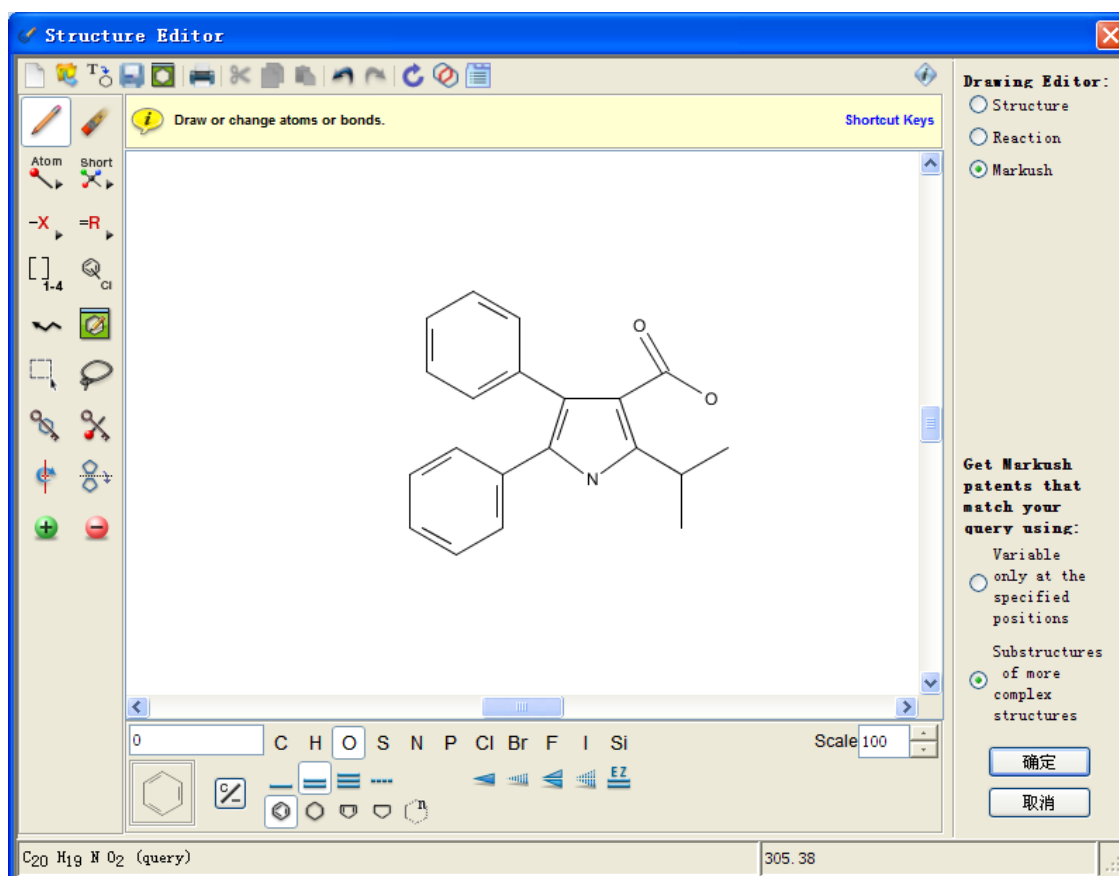 Structure Editor
Drawing Editor:
Structure
Reaction
Markush
Draw or change atoms or bonds.
Shortcut Keys
Atom
Short
-X
=R
[ ]
1-4
Cl
O
O
N
Get Markush
patents that
match your
query using:
Variable
only at the
specified
positions
Substructures
of more
complex
structures
确定
取消
0
C H O S N P Cl Br F I Si
Scale 100
EZ
n
C20 H19 N O2 (query)
305.38